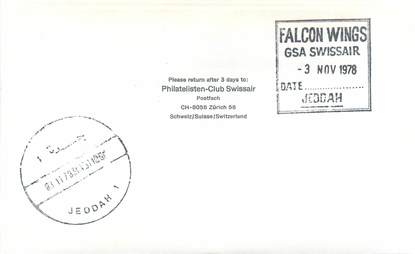 FALCON WINGS
GSA SWISSAIR
-3 NOV 1978
DATE....................
JEDDAH
Please return after 3 days to:
Philatelisten-Club Swissair
Postfach
CH-8058 Zürich 58
Schweiz/Suisse/Switzerland
JEDDAH 1